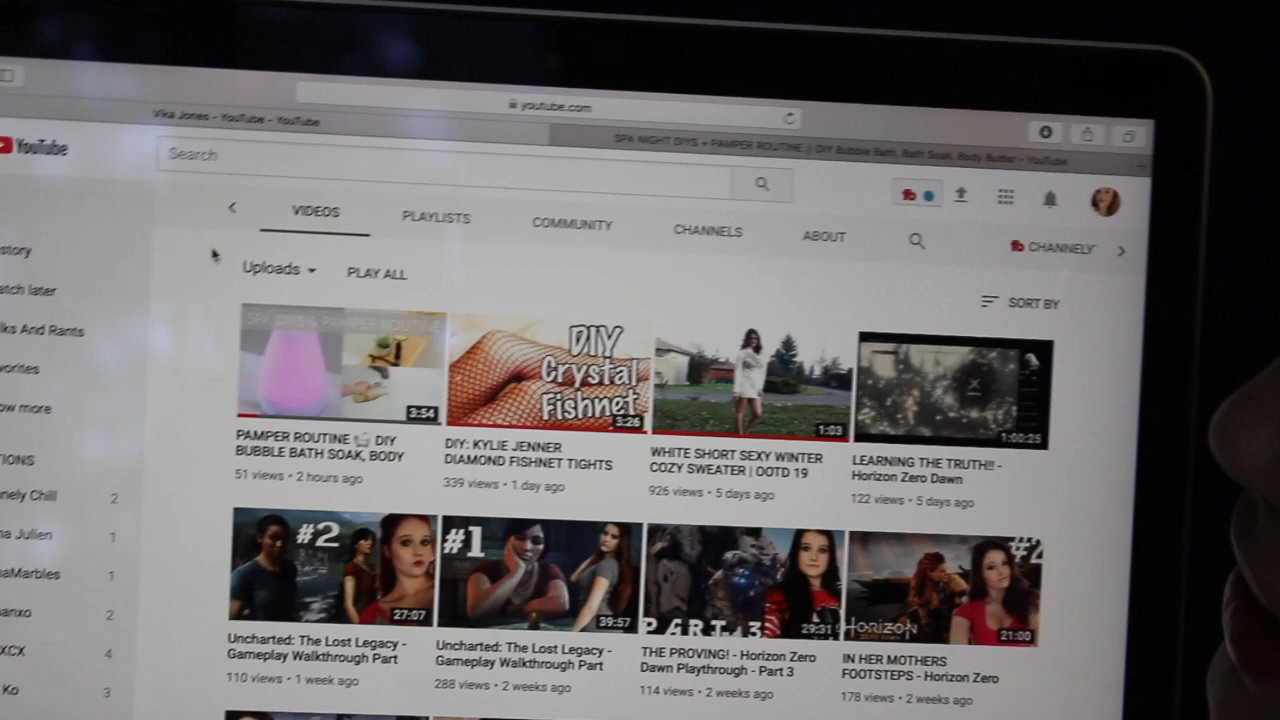 youtube.com
Vika Jones - YouTube - YouTube
SPA NIGHT DIYS + PAMPER ROUTINE || DIY Bubble Bath, Bath Soak, Body Butter - YouTube
YouTube
Search
VIDEOS PLAYLISTS COMMUNITY CHANNELS ABOUT CHANNELY
Uploads PLAY ALL
SORT BY
story
atch later
lks And Rants
vorites
ow more
IONS
nely Chill 2
na Julien 1
naMarbles 1
anxo 2
XCX 4
Ko 3
SPA NIGHT & PAMPER ROUTINE
3:54
PAMPER ROUTINE 🛁 DIY
BUBBLE BATH SOAK, BODY
51 views • 2 hours ago
DIY
Crystal
Fishnet
3:26
DIY: KYLIE JENNER
DIAMOND FISHNET TIGHTS
339 views • 1 day ago
1:03
WHITE SHORT SEXY WINTER
COZY SWEATER | OOTD 19
926 views • 5 days ago
1:00:25
LEARNING THE TRUTH!! -
Horizon Zero Dawn
122 views • 5 days ago
#2
27:07
Uncharted: The Lost Legacy -
Gameplay Walkthrough Part
110 views • 1 week ago
#1
39:57
Uncharted: The Lost Legacy -
Gameplay Walkthrough Part
288 views • 2 weeks ago
PART 3
29:31
THE PROVING! - Horizon Zero
Dawn Playthrough - Part 3
114 views • 2 weeks ago
HORIZON
21:00
IN HER MOTHERS
FOOTSTEPS - Horizon Zero
178 views • 2 weeks ago